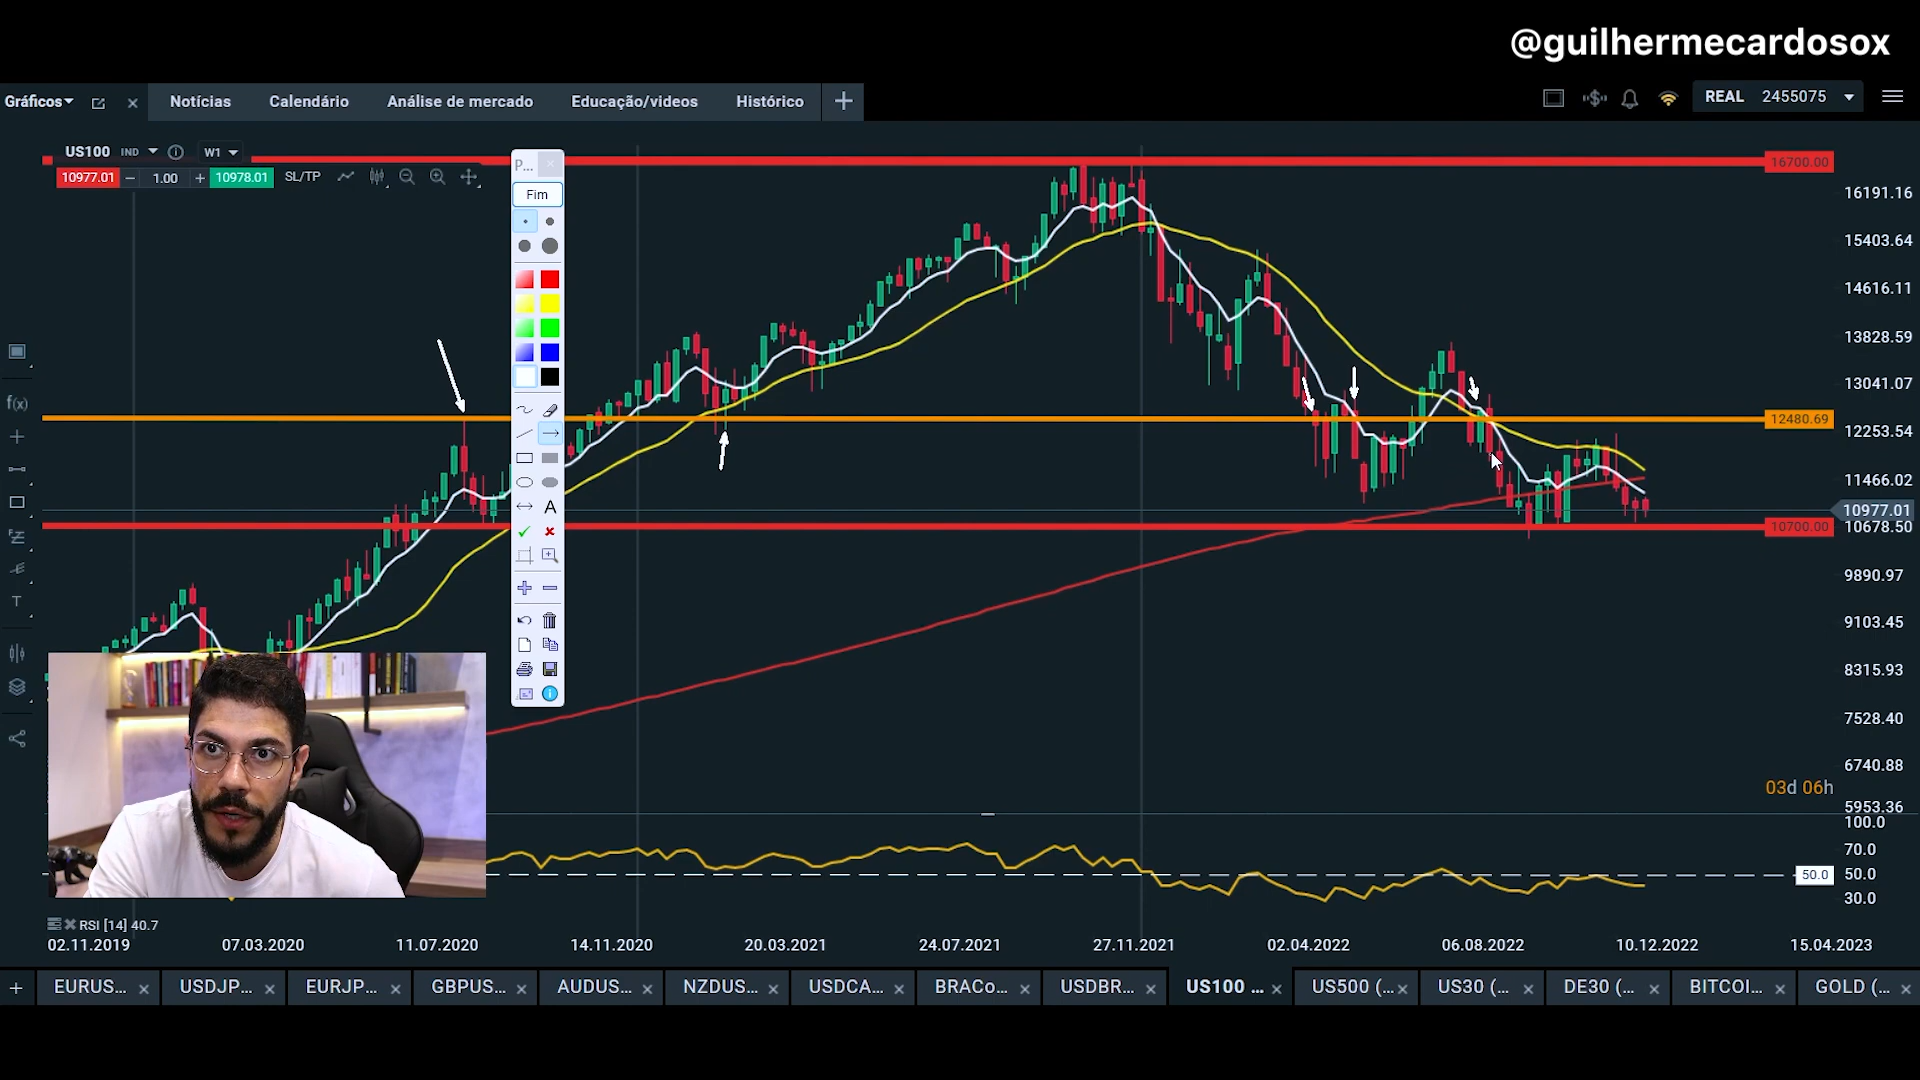 @guilhermecardosox
Gráficos Notícias Calendário Análise de mercado Educação/videos Histórico
REAL 2455075
US100 IND W1
10977.01 − 1.00 + 10978.01 SL/TP
P...
Fim
A
f(x)
T
16700.00
16191.16
15403.64
14616.11
13828.59
13041.07
12480.69
12253.54
11466.02
10977.01
10700.00
10678.50
9890.97
9103.45
8315.93
7528.40
6740.88
03d 06h
5953.36
100.0
70.0
50.0 50.0
30.0
RSI [14] 40.7
02.11.2019 07.03.2020 11.07.2020 14.11.2020 20.03.2021 24.07.2021 27.11.2021 02.04.2022 06.08.2022 10.12.2022 15.04.2023
EURUS... USDJP... EURJP... GBPUS... AUDUS... NZDUS... USDCA... BRACo... USDBR... US100 ... US500 (... US30 (... DE30 (... BITCOI... GOLD (...